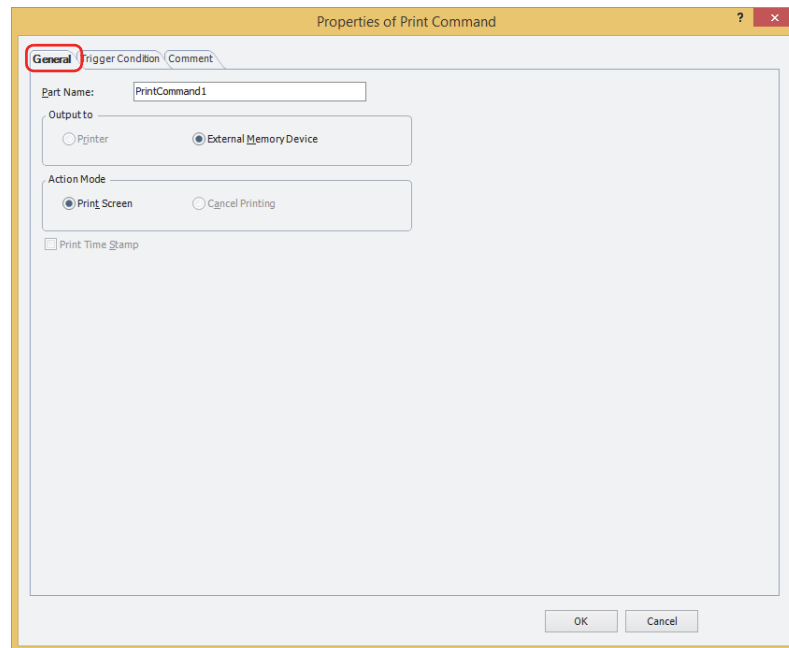 Properties of Print Command
?
General Trigger Condition Comment
Part Name: PrintCommand1
Output to
Printer External Memory Device
Action Mode
Print Screen Cancel Printing
Print Time Stamp
OK Cancel